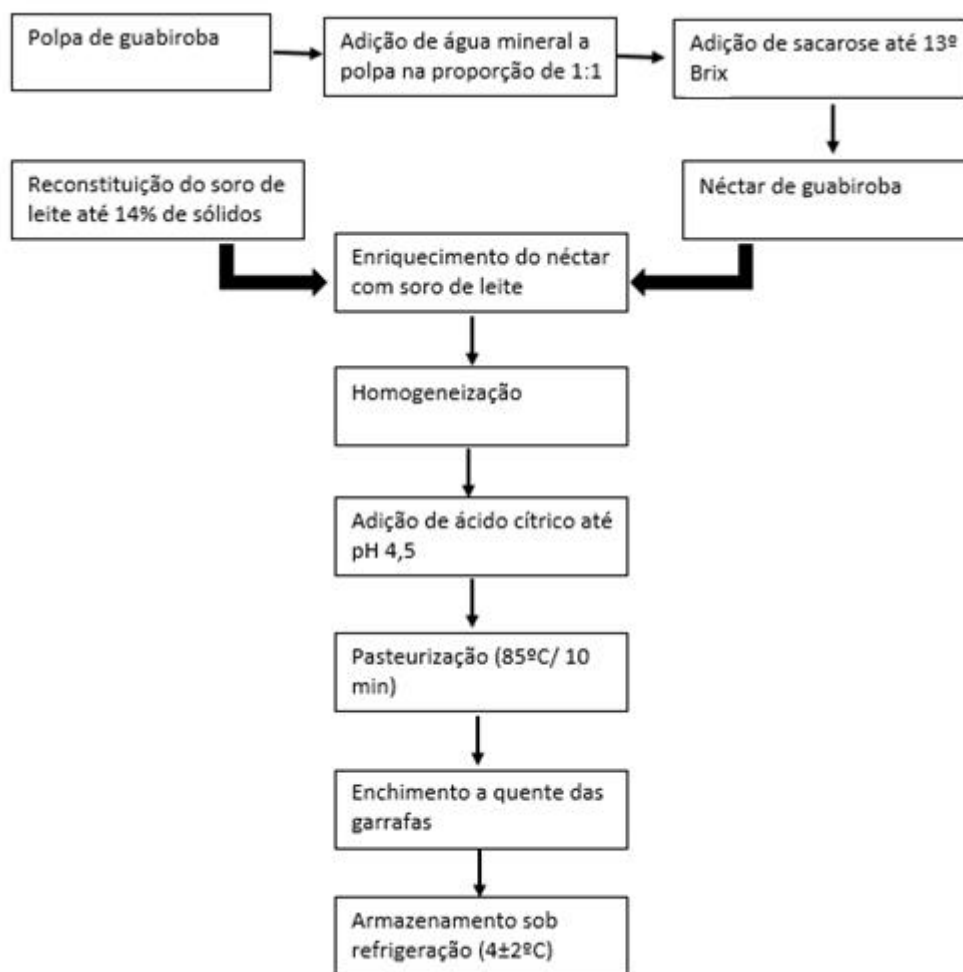 Polpa de guabiroba
Adição de água mineral a
polpa na proporção de 1:1
Adição de sacarose até 13º
Brix
Reconstituição do soro de
leite até 14% de sólidos
Néctar de guabiroba
Enriquecimento do néctar
com soro de leite
Homogeneização
Adição de ácido cítrico até
pH 4,5
Pasteurização (85ºC/ 10
min)
Enchimento a quente das
garrafas
Armazenamento sob
refrigeração (4±2ºC)